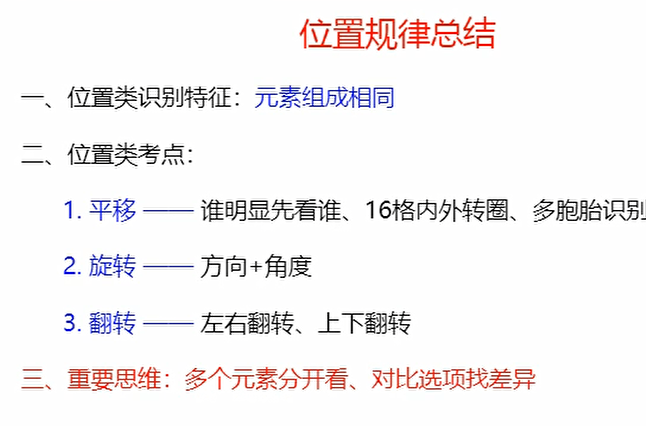 位置规律总结
一、位置类识别特征：元素组成相同
二、位置类考点：
1. 平移 —— 谁明显先看谁、16格内外转圈、多胞胎识别
2. 旋转 —— 方向+角度
3. 翻转 —— 左右翻转、上下翻转
三、重要思维：多个元素分开看、对比选项找差异